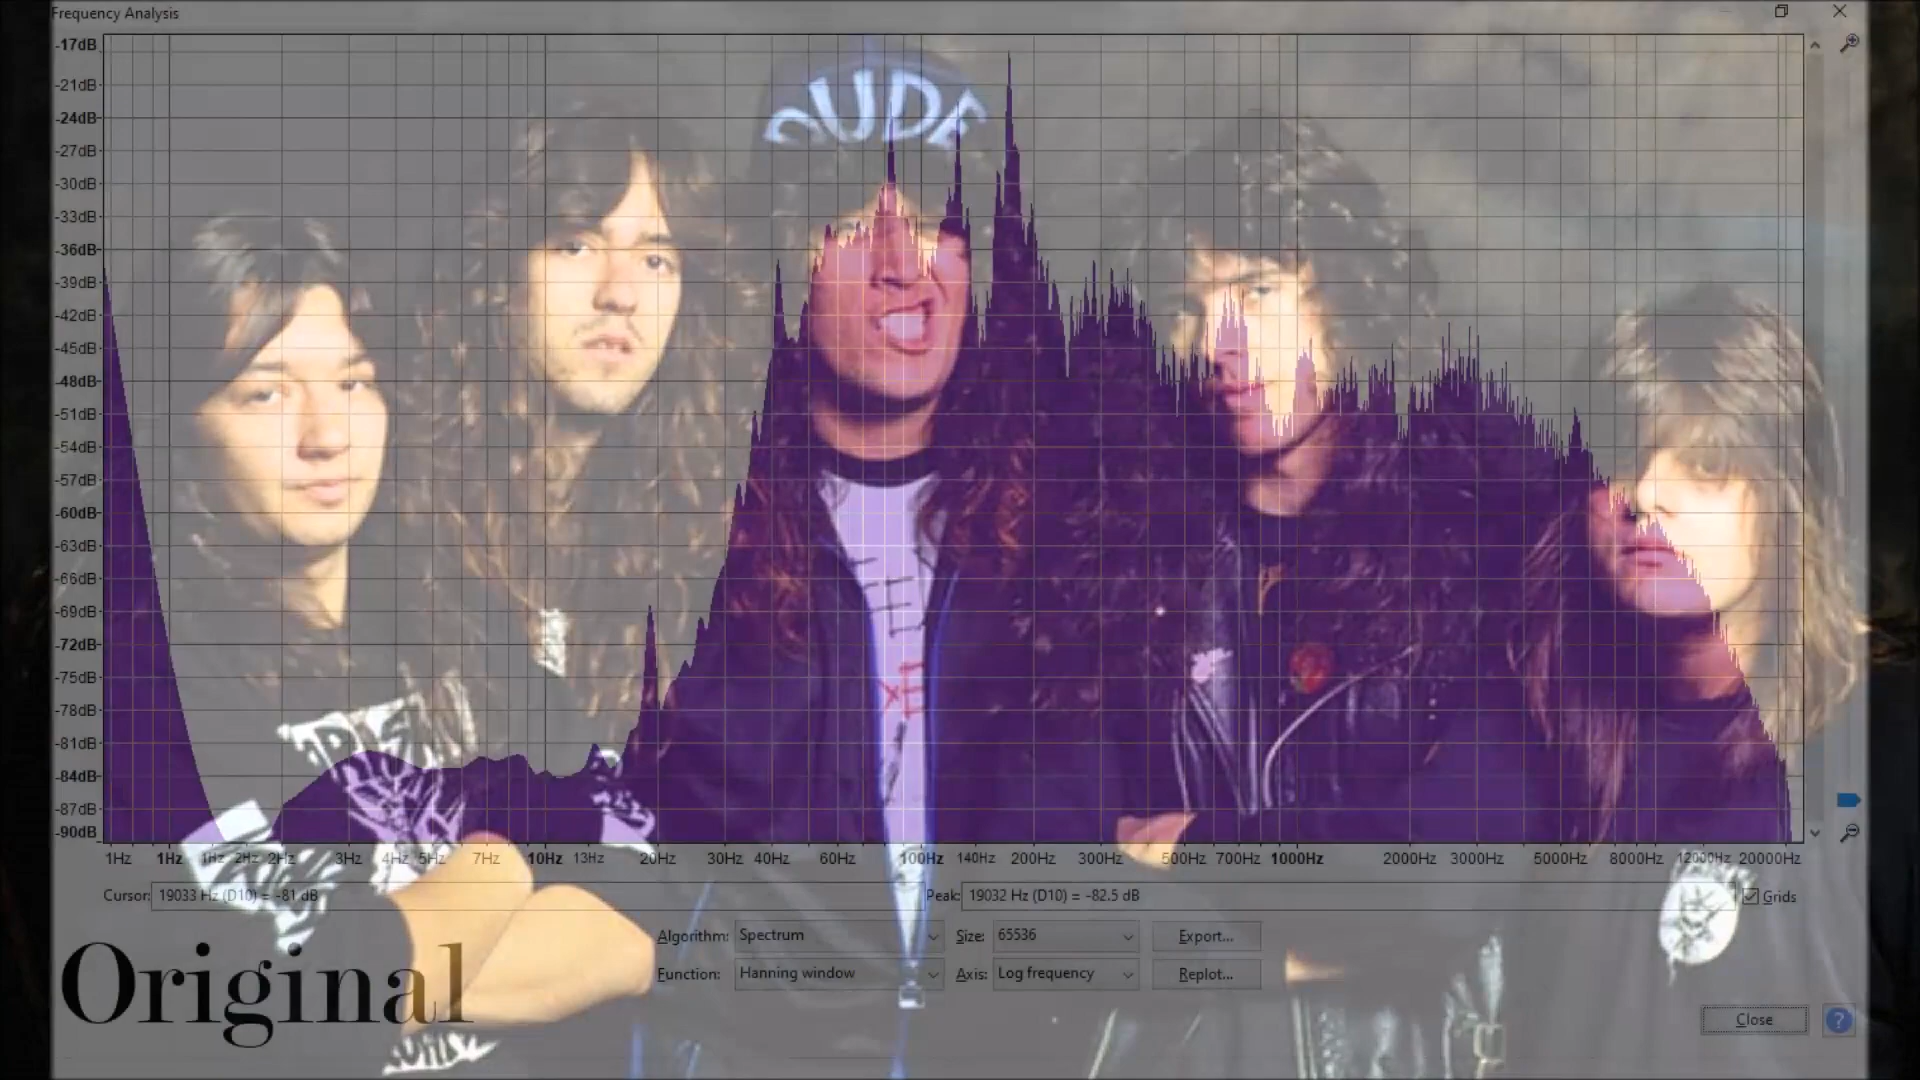 Frequency Analysis
DUDE
-17dB
-21dB
-24dB
-27dB
-30dB
-33dB
-36dB
-39dB
-42dB
-45dB
-48dB
-51dB
-54dB
-57dB
-60dB
-63dB
-66dB
-69dB
-72dB
-75dB
-78dB
-81dB
-84dB
-87dB
-90dB
1Hz 1Hz 1Hz 2Hz 2Hz 3Hz 4Hz 5Hz 7Hz 10Hz 13Hz 20Hz 30Hz 40Hz 60Hz 100Hz 140Hz 200Hz 300Hz 500Hz 700Hz 1000Hz 2000Hz 3000Hz 5000Hz 8000Hz 12000Hz 20000Hz
Cursor: 19033 Hz (D10) = -81 dB Peak: 19032 Hz (D10) = -82.5 dB Grids
Algorithm: Spectrum Size: 65536 Export...
Function: Hanning window Axis: Log frequency Replot...
Original
Close ?